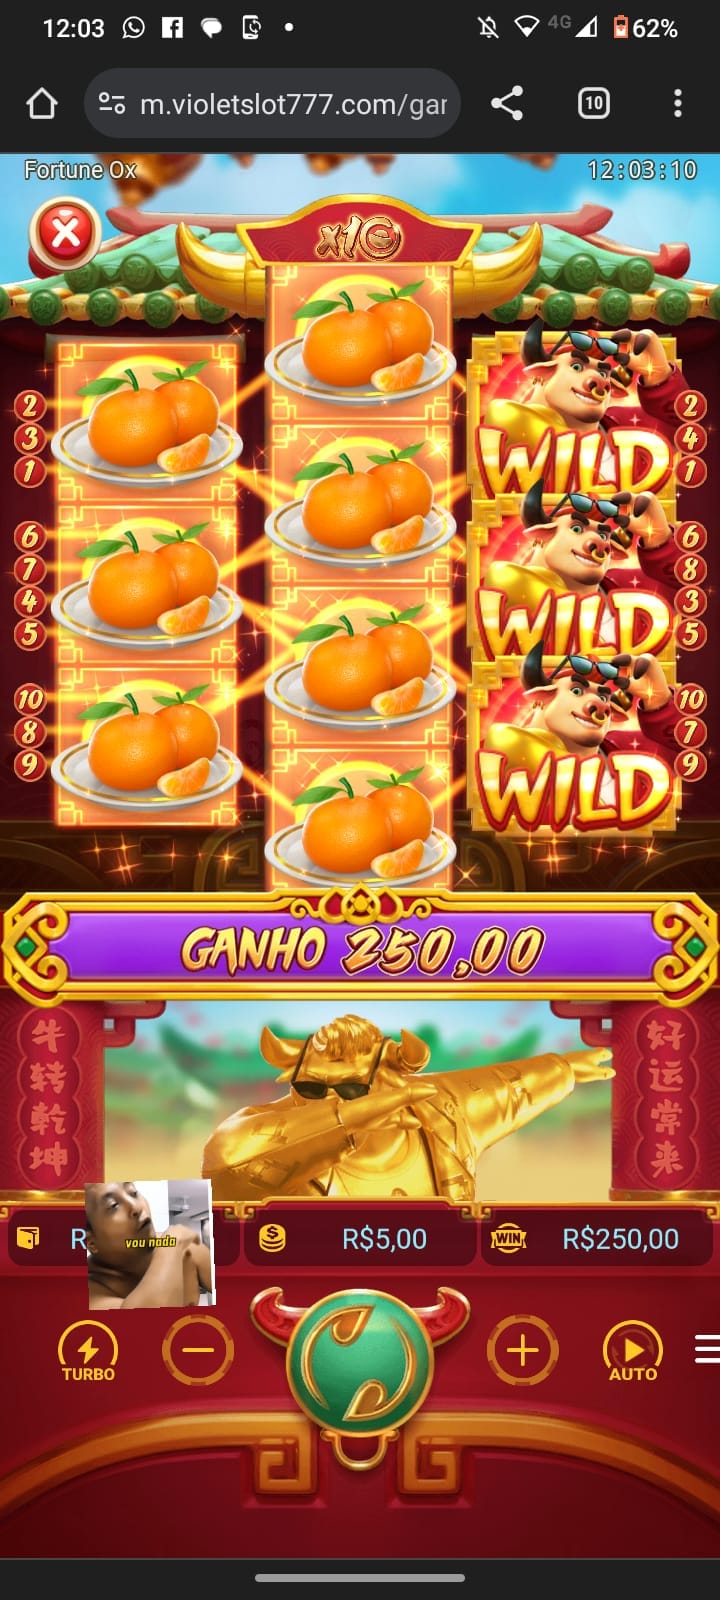 12:03
4G
62%
m.violetslot777.com/gar
10
Fortune Ox
12:03:10
x10
2
3
1
6
7
4
5
10
8
9
WILD
WILD
WILD
2
4
1
6
8
3
5
10
7
9
GANHO 250,00
牛转乾坤
好运常来
R
vou nada
R$5,00
WIN
R$250,00
TURBO
AUTO